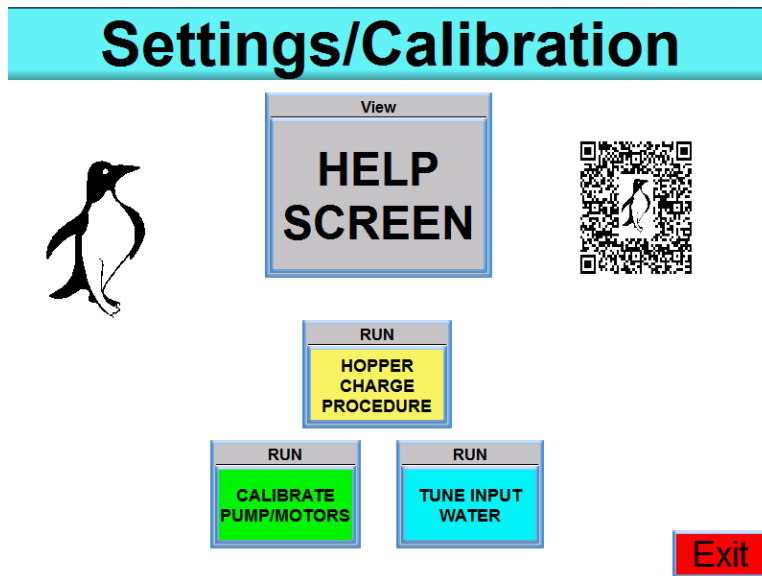 Settings/Calibration
View
HELP
SCREEN
RUN
HOPPER
CHARGE
PROCEDURE
RUN
CALIBRATE
PUMP/MOTORS
RUN
TUNE INPUT
WATER
Exit